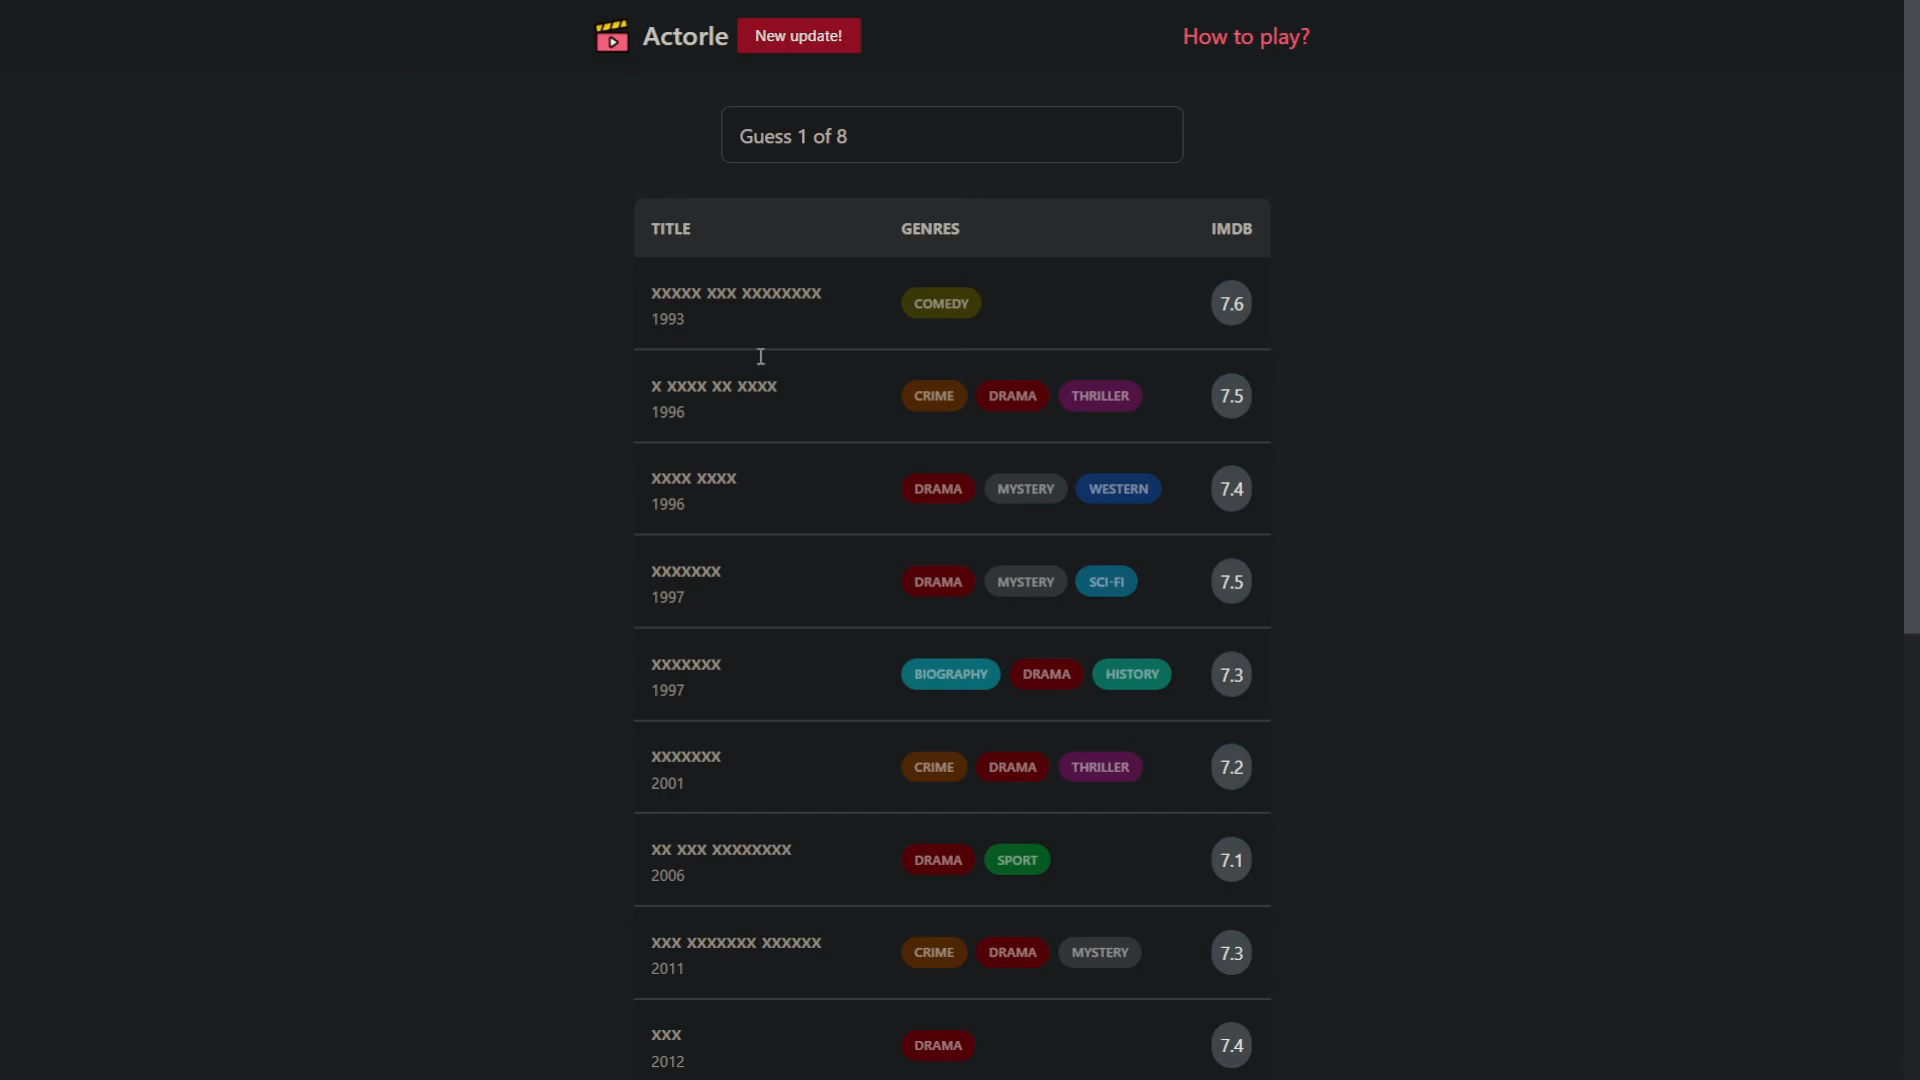 Actorle
New update!
How to play?
Guess 1 of 8
TITLE GENRES IMDB
xxxxx xxx xxxxxxxx
1993
COMEDY
7.6
x xxxx xx xxxx
1996
CRIME DRAMA THRILLER
7.5
xxxx xxxx
1996
DRAMA MYSTERY WESTERN
7.4
xxxxxxx
1997
DRAMA MYSTERY SCI-FI
7.5
xxxxxxx
1997
BIOGRAPHY DRAMA HISTORY
7.3
xxxxxxx
2001
CRIME DRAMA THRILLER
7.2
xx xxx xxxxxxxx
2006
DRAMA SPORT
7.1
xxx xxxxxxx xxxxxx
2011
CRIME DRAMA MYSTERY
7.3
xxx
2012
DRAMA
7.4